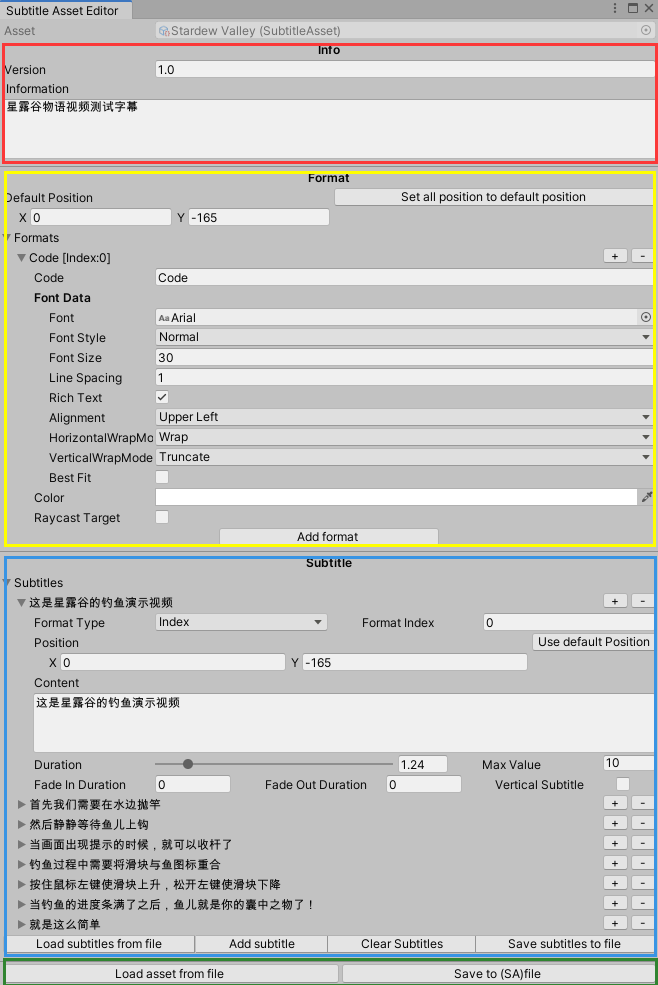 Subtitle Asset Editor
Asset Stardew Valley (SubtitleAsset)
Info
Version 1.0
Information
星露谷物语视频测试字幕
Format
Default Position Set all position to default position
X 0 Y -165
Formats
Code [Index:0] + -
Code Code
Font Data
Font Aa Arial
Font Style Normal
Font Size 30
Line Spacing 1
Rich Text
Alignment Upper Left
HorizontalWrapMo Wrap
VerticalWrapMode Truncate
Best Fit
Color
Raycast Target
Add format
Subtitle
Subtitles
这是星露谷的钓鱼演示视频 + -
Format Type Index Format Index 0
Position Use default Position
X 0 Y -165
Content
这是星露谷的钓鱼演示视频
Duration 1.24 Max Value 10
Fade In Duration 0 Fade Out Duration 0 Vertical Subtitle
首先我们需要在水边抛竿 + -
然后静静等待鱼儿上钩 + -
当画面出现提示的时候，就可以收杆了 + -
钓鱼过程中需要将滑块与鱼图标重合 + -
按住鼠标左键使滑块上升，松开左键使滑块下降 + -
当钓鱼的进度条满了之后，鱼儿就是你的囊中之物了！ + -
就是这么简单 + -
Load subtitles from file Add subtitle Clear Subtitles Save subtitles to file
Load asset from file Save to (SA)file